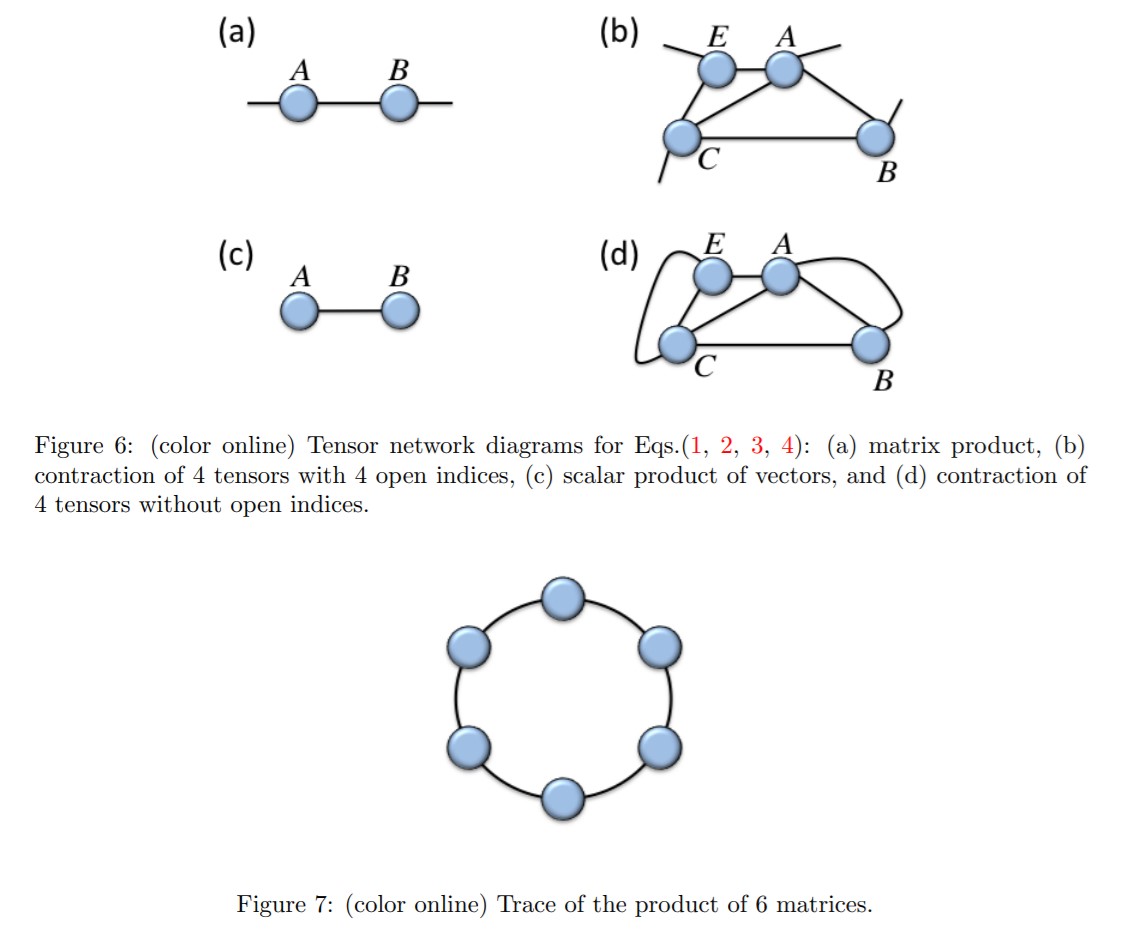 (a)
A B
(b)
E A
C
B
(c)
A B
(d)
E A
C
B
Figure 6: (color online) Tensor network diagrams for Eqs.(1, 2, 3, 4): (a) matrix product, (b)
contraction of 4 tensors with 4 open indices, (c) scalar product of vectors, and (d) contraction of
4 tensors without open indices.
Figure 7: (color online) Trace of the product of 6 matrices.